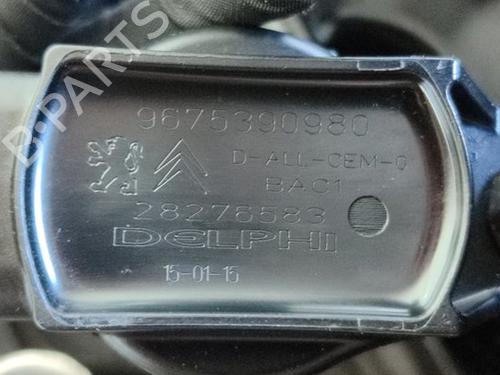 B-PARTS
9675390980
D-ALL-CEM-0
BAC1
28276583
DELPHI
15-01-15